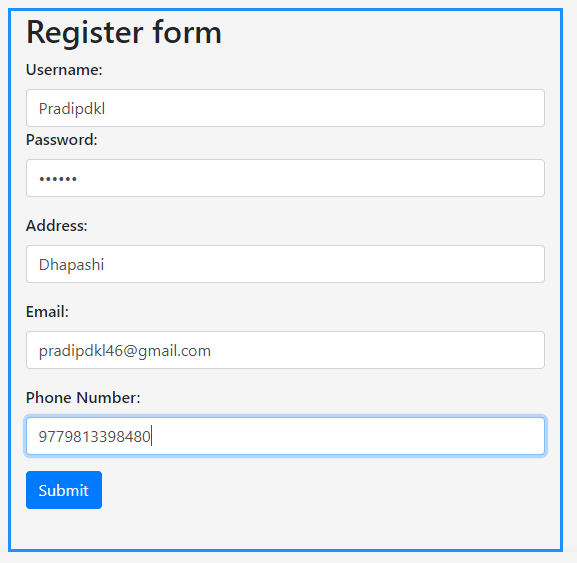 Register form
Username:
Pradipdkl
Password:
••••••
Address:
Dhapashi
Email:
pradipdkl46@gmail.com
Phone Number:
9779813398480
Submit